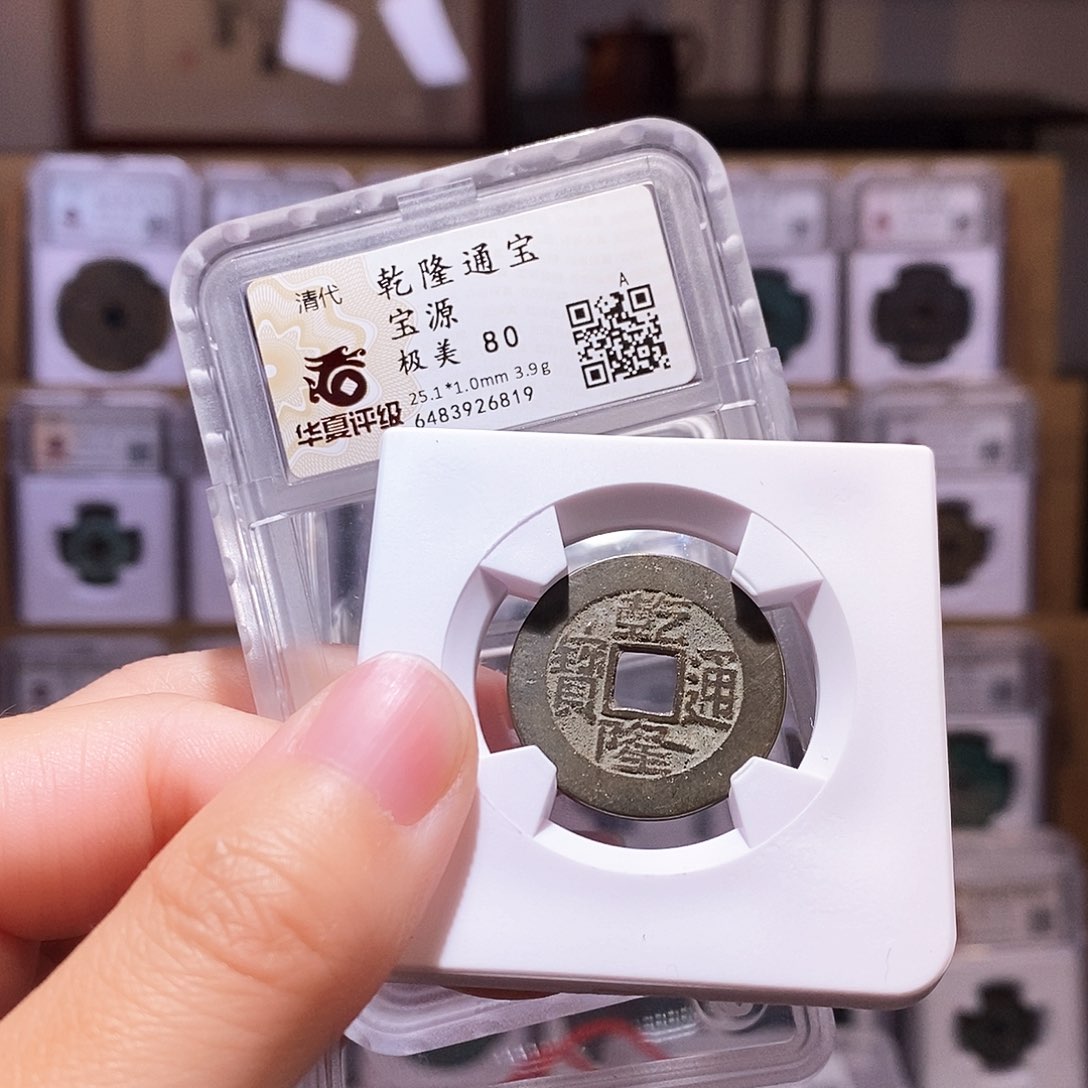 清代
乾隆通宝
宝源
极美 80
25.1*1.0mm 3.9g
6483926819
华夏评级
A
乾隆通寶